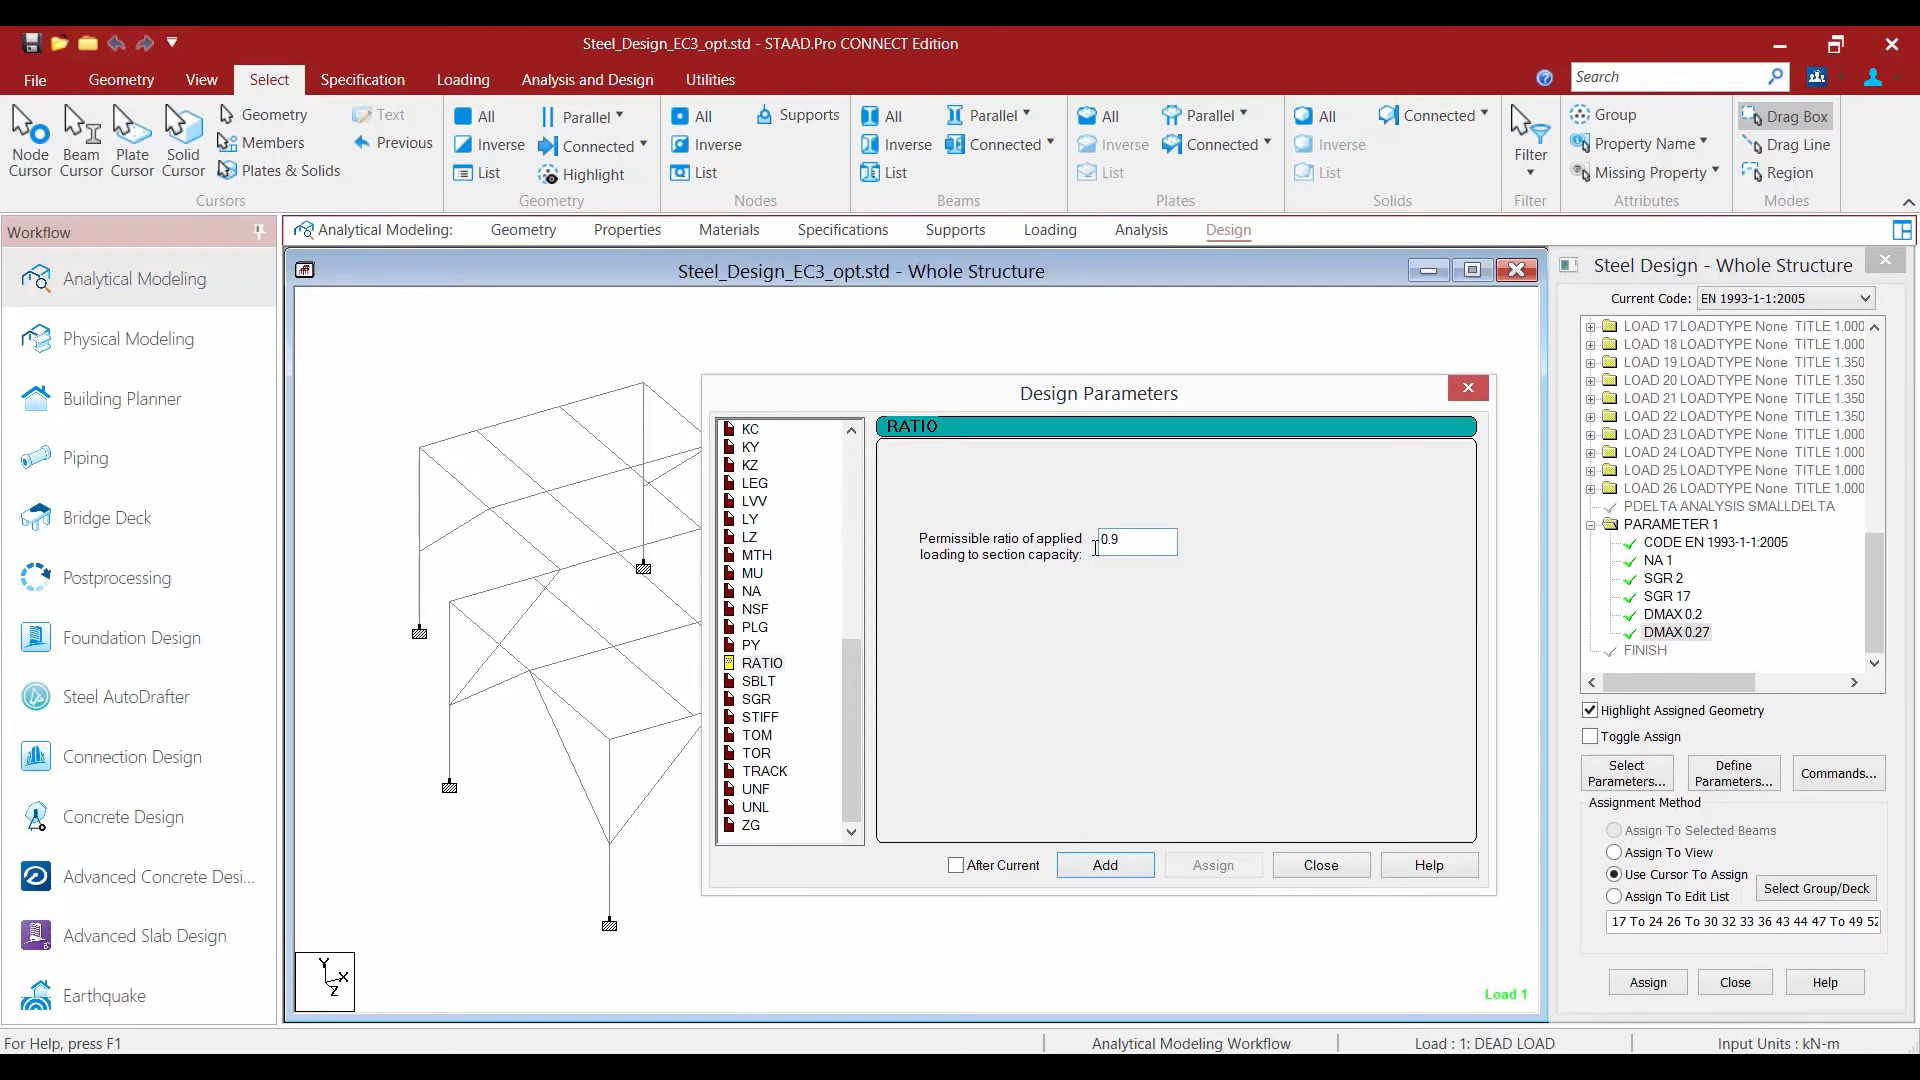 Steel_Design_EC3_opt.std - STAAD.Pro CONNECT Edition
File Geometry View Select Specification Loading Analysis and Design Utilities
Search
Node Cursor
Beam Cursor
Plate Cursor
Solid Cursor
Geometry
Members
Plates & Solids
Text
Previous
Cursors
All
Inverse
List
Parallel
Connected
Highlight
Geometry
All
Inverse
List
Supports
Nodes
All
Inverse
List
Parallel
Connected
Beams
All
Inverse
List
Parallel
Connected
Plates
All
Inverse
List
Connected
Solids
Filter
Filter
Group
Property Name
Missing Property
Attributes
Drag Box
Drag Line
Region
Modes
Workflow
Analytical Modeling
Physical Modeling
Building Planner
Piping
Bridge Deck
Postprocessing
Foundation Design
Steel AutoDrafter
Connection Design
Concrete Design
Advanced Concrete Desi...
Advanced Slab Design
Earthquake
Analytical Modeling: Geometry Properties Materials Specifications Supports Loading Analysis Design
Steel_Design_EC3_opt.std - Whole Structure
Y
X
Z
Load 1
Design Parameters
KC
KY
KZ
LEG
LVV
LY
LZ
MTH
MU
NA
NSF
PLG
PY
RATIO
SBLT
SGR
STIFF
TOM
TOR
TRACK
UNF
UNL
ZG
RATIO
Permissible ratio of applied
loading to section capacity:
0.9
After Current
Add
Assign
Close
Help
Steel Design - Whole Structure
Current Code: EN 1993-1-1:2005
LOAD 17 LOADTYPE None TITLE 1.000
LOAD 18 LOADTYPE None TITLE 1.000
LOAD 19 LOADTYPE None TITLE 1.350
LOAD 20 LOADTYPE None TITLE 1.350
LOAD 21 LOADTYPE None TITLE 1.350
LOAD 22 LOADTYPE None TITLE 1.350
LOAD 23 LOADTYPE None TITLE 1.000
LOAD 24 LOADTYPE None TITLE 1.000
LOAD 25 LOADTYPE None TITLE 1.000
LOAD 26 LOADTYPE None TITLE 1.000
PDELTA ANALYSIS SMALLDELTA
PARAMETER 1
CODE EN 1993-1-1:2005
NA 1
SGR 2
SGR 17
DMAX 0.2
DMAX 0.27
FINISH
Highlight Assigned Geometry
Toggle Assign
Select Parameters...
Define Parameters...
Commands...
Assignment Method
Assign To Selected Beams
Assign To View
Use Cursor To Assign
Assign To Edit List
Select Group/Deck
17 To 24 26 To 30 32 33 36 43 44 47 To 49 52
Assign
Close
Help
For Help, press F1
Analytical Modeling Workflow
Load : 1: DEAD LOAD
Input Units : kN-m